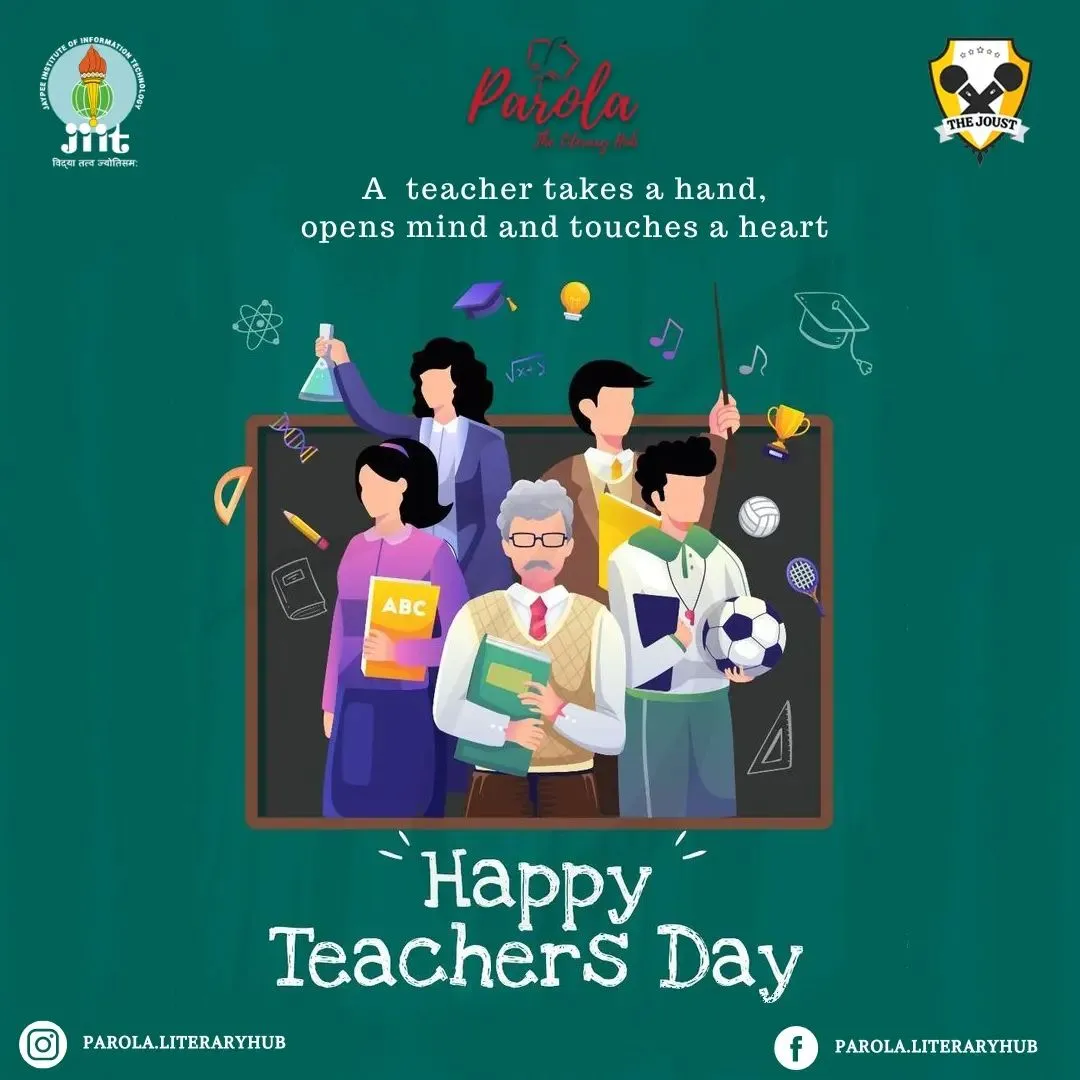 JAYPEE INSTITUTE OF INFORMATION TECHNOLOGY
jiit
विद्या तत्व ज्योतिसम:
Parola
The Literary Hub
THE JOUST
A teacher takes a hand,
opens mind and touches a heart
√x+y
ABC
Happy
Teachers Day
PAROLA.LITERARYHUB
PAROLA.LITERARYHUB